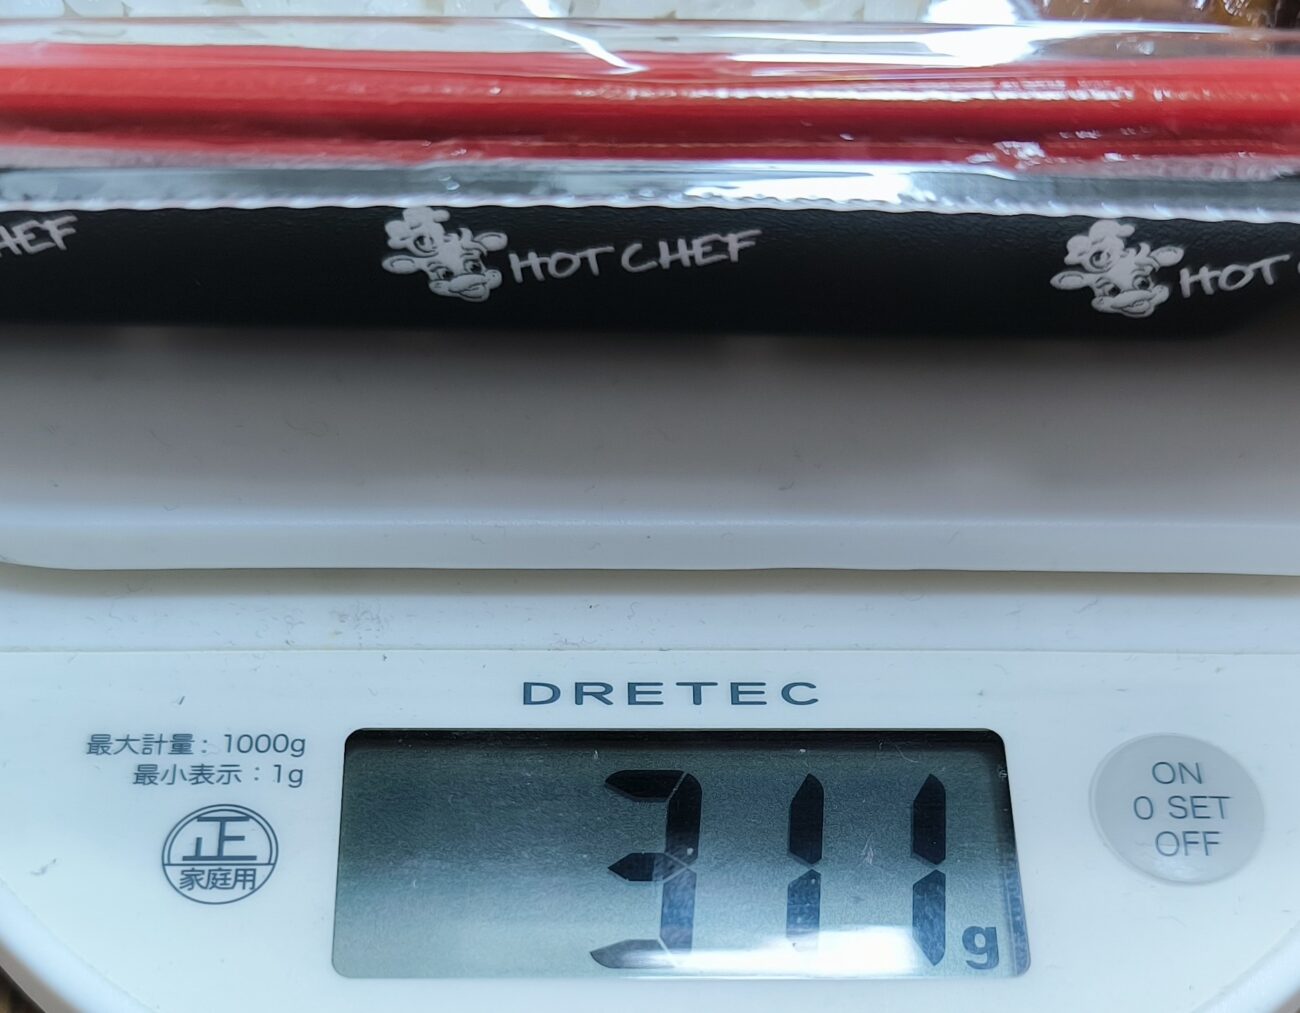 HEF HOT CHEF HOT
DRETEC
最大計量：1000g
最小表示：1g
正
家庭用
311 g
ON
0 SET
OFF